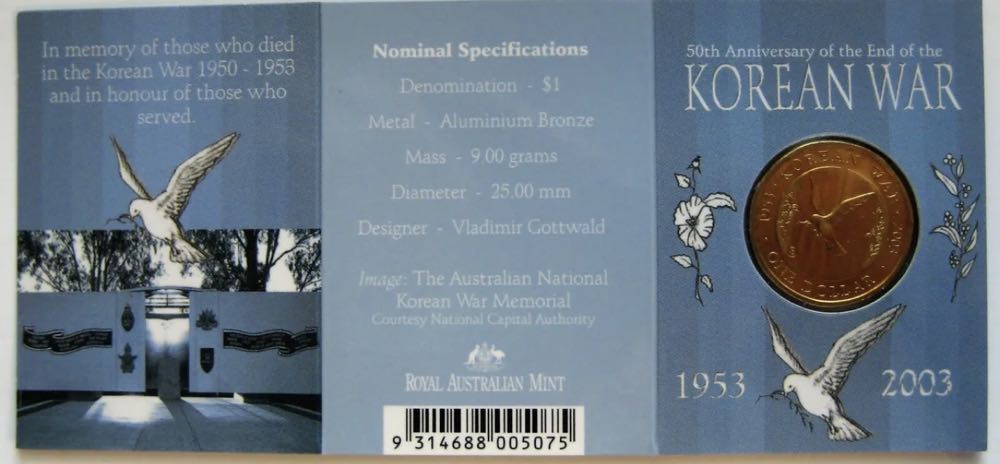 In memory of those who died
in the Korean War 1950 - 1953
and in honour of those who
served.
Nominal Specifications
Denomination - $1
Metal - Aluminium Bronze
Mass - 9.00 grams
Diameter - 25.00 mm
Designer - Vladimir Gottwald
Image: The Australian National
Korean War Memorial
Courtesy National Capital Authority
ROYAL AUSTRALIAN MINT
9 314688 005075
50th Anniversary of the End of the
KOREAN WAR
1953 · KOREAN WAR · 2003
· ONE DOLLAR ·
1953 2003